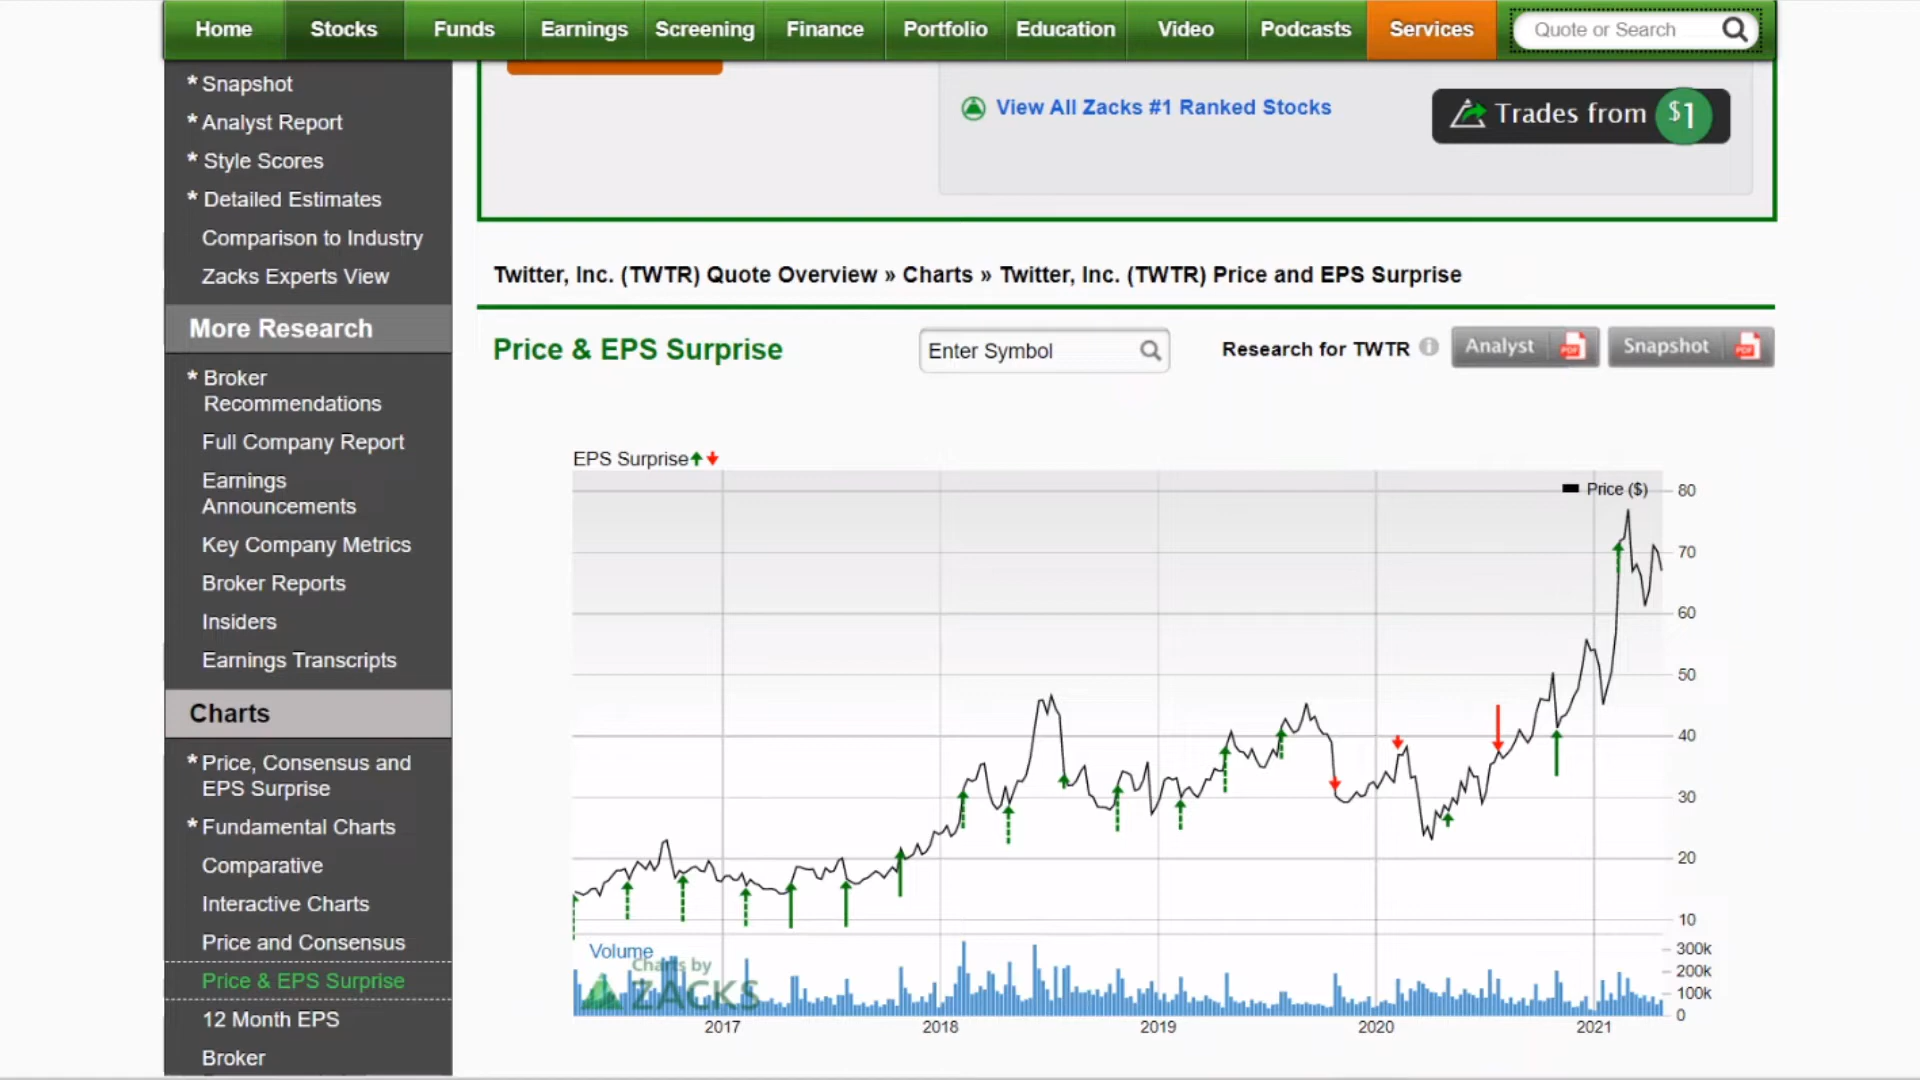 Home Stocks Funds Earnings Screening Finance Portfolio Education Video Podcasts Services Quote or Search
* Snapshot
* Analyst Report
* Style Scores
* Detailed Estimates
Comparison to Industry
Zacks Experts View
More Research
* Broker
Recommendations
Full Company Report
Earnings
Announcements
Key Company Metrics
Broker Reports
Insiders
Earnings Transcripts
Charts
* Price, Consensus and
EPS Surprise
* Fundamental Charts
Comparative
Interactive Charts
Price and Consensus
Price & EPS Surprise
12 Month EPS
Broker
View All Zacks #1 Ranked Stocks
Trades from $1
Twitter, Inc. (TWTR) Quote Overview » Charts » Twitter, Inc. (TWTR) Price and EPS Surprise
Price & EPS Surprise
Enter Symbol
Research for TWTR
Analyst PDF
Snapshot PDF
EPS Surprise
Price ($)
80
70
60
50
40
30
20
10
Volume
Charts by
ZACKS
300k
200k
100k
0
2017 2018 2019 2020 2021